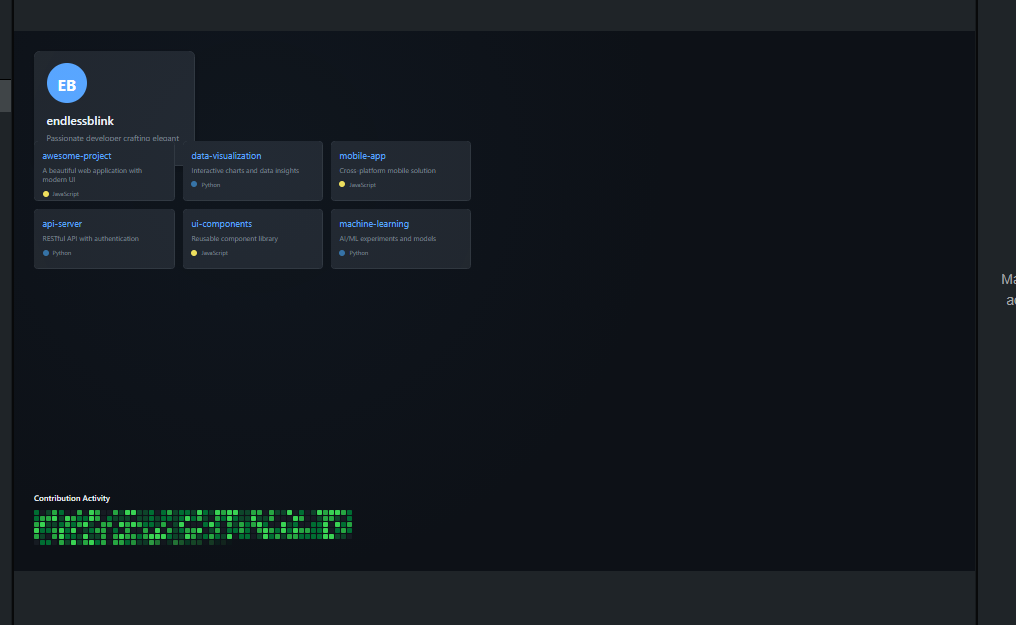 EB
endlessblink
Passionate developer crafting elegant
awesome-project
A beautiful web application with
modern UI
JavaScript
data-visualization
Interactive charts and data insights
Python
mobile-app
Cross-platform mobile solution
JavaScript
api-server
RESTful API with authentication
Python
ui-components
Reusable component library
JavaScript
machine-learning
AI/ML experiments and models
Python
Contribution Activity